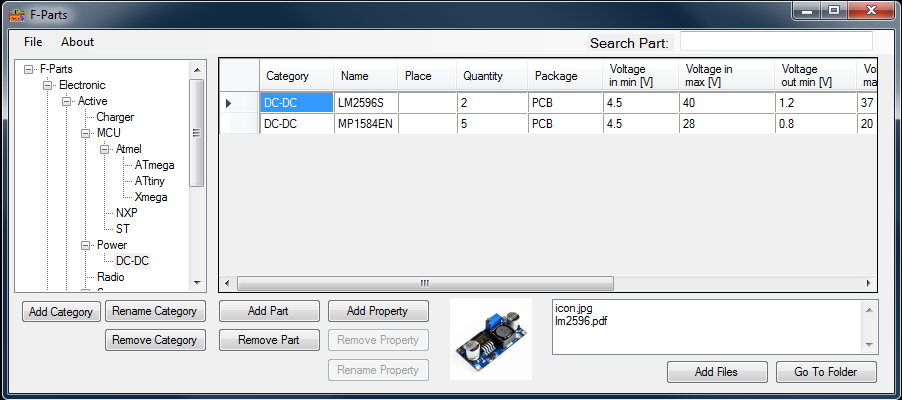 F-Parts
File About
Search Part:
F-Parts
Electronic
Active
Charger
MCU
Atmel
ATmega
ATtiny
Xmega
NXP
ST
Power
DC-DC
Radio
Category Name Place Quantity Package Voltage in min [V] Voltage in max [V] Voltage out min [V]
DC-DC LM2596S 2 PCB 4.5 40 1.2 37
DC-DC MP1584EN 5 PCB 4.5 28 0.8 20
Add Category Rename Category
Remove Category
Add Part Add Property
Remove Part Remove Property
Rename Property
icon.jpg
lm2596.pdf
Add Files Go To Folder